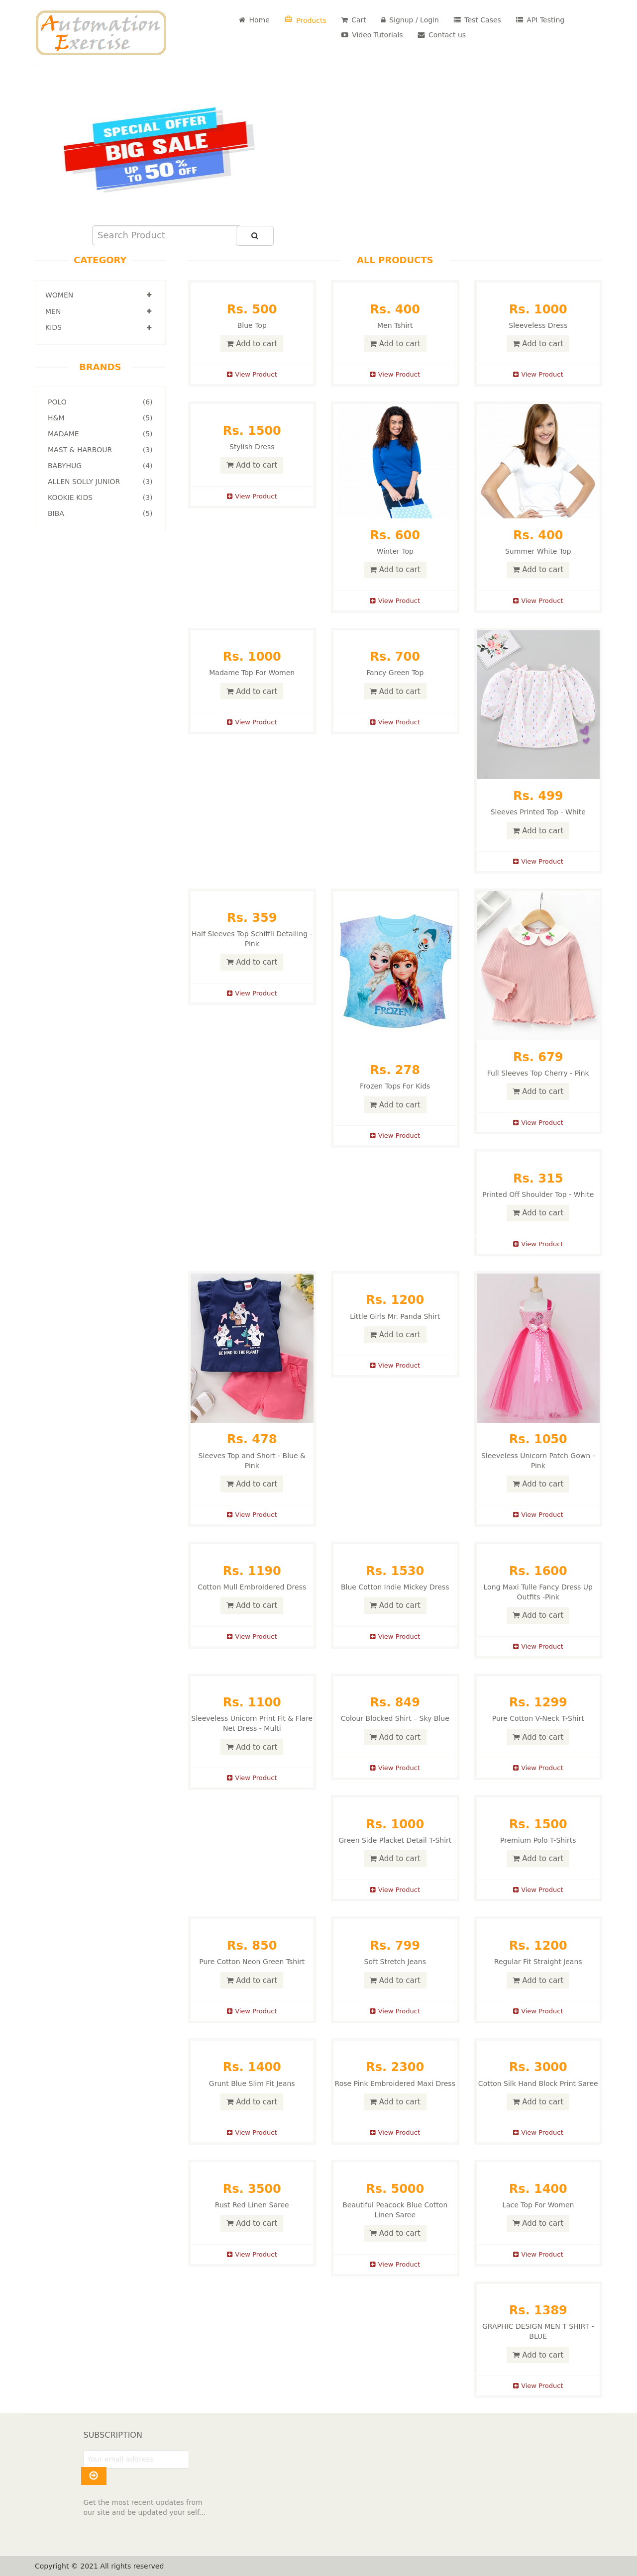 Automation
Exercise
Home
Products
Cart
Signup / Login
Test Cases
API Testing
Video Tutorials
Contact us
SPECIAL OFFER
BIG SALE
UP TO 50% OFF
Search Product
CATEGORY
WOMEN
MEN
KIDS
BRANDS
POLO (6)
H&M (5)
MADAME (5)
MAST & HARBOUR (3)
BABYHUG (4)
ALLEN SOLLY JUNIOR (3)
KOOKIE KIDS (3)
BIBA (5)
ALL PRODUCTS
Rs. 500
Blue Top
Add to cart
View Product
Rs. 400
Men Tshirt
Add to cart
View Product
Rs. 1000
Sleeveless Dress
Add to cart
View Product
Rs. 1500
Stylish Dress
Add to cart
View Product
Rs. 600
Winter Top
Add to cart
View Product
Rs. 400
Summer White Top
Add to cart
View Product
Rs. 1000
Madame Top For Women
Add to cart
View Product
Rs. 700
Fancy Green Top
Add to cart
View Product
Rs. 499
Sleeves Printed Top - White
Add to cart
View Product
Rs. 359
Half Sleeves Top Schiffli Detailing -
Pink
Add to cart
View Product
Disney
FROZEN
Rs. 278
Frozen Tops For Kids
Add to cart
View Product
Rs. 679
Full Sleeves Top Cherry - Pink
Add to cart
View Product
Rs. 315
Printed Off Shoulder Top - White
Add to cart
View Product
BE KIND TO THE PLANET
Rs. 478
Sleeves Top and Short - Blue &
Pink
Add to cart
View Product
Rs. 1200
Little Girls Mr. Panda Shirt
Add to cart
View Product
Rs. 1050
Sleeveless Unicorn Patch Gown -
Pink
Add to cart
View Product
Rs. 1190
Cotton Mull Embroidered Dress
Add to cart
View Product
Rs. 1530
Blue Cotton Indie Mickey Dress
Add to cart
View Product
Rs. 1600
Long Maxi Tulle Fancy Dress Up
Outfits -Pink
Add to cart
View Product
Rs. 1100
Sleeveless Unicorn Print Fit & Flare
Net Dress - Multi
Add to cart
View Product
Rs. 849
Colour Blocked Shirt – Sky Blue
Add to cart
View Product
Rs. 1299
Pure Cotton V-Neck T-Shirt
Add to cart
View Product
Rs. 1000
Green Side Placket Detail T-Shirt
Add to cart
View Product
Rs. 1500
Premium Polo T-Shirts
Add to cart
View Product
Rs. 850
Pure Cotton Neon Green Tshirt
Add to cart
View Product
Rs. 799
Soft Stretch Jeans
Add to cart
View Product
Rs. 1200
Regular Fit Straight Jeans
Add to cart
View Product
Rs. 1400
Grunt Blue Slim Fit Jeans
Add to cart
View Product
Rs. 2300
Rose Pink Embroidered Maxi Dress
Add to cart
View Product
Rs. 3000
Cotton Silk Hand Block Print Saree
Add to cart
View Product
Rs. 3500
Rust Red Linen Saree
Add to cart
View Product
Rs. 5000
Beautiful Peacock Blue Cotton
Linen Saree
Add to cart
View Product
Rs. 1400
Lace Top For Women
Add to cart
View Product
Rs. 1389
GRAPHIC DESIGN MEN T SHIRT -
BLUE
Add to cart
View Product
SUBSCRIPTION
Your email address
Get the most recent updates from
our site and be updated your self...
Copyright © 2021 All rights reserved